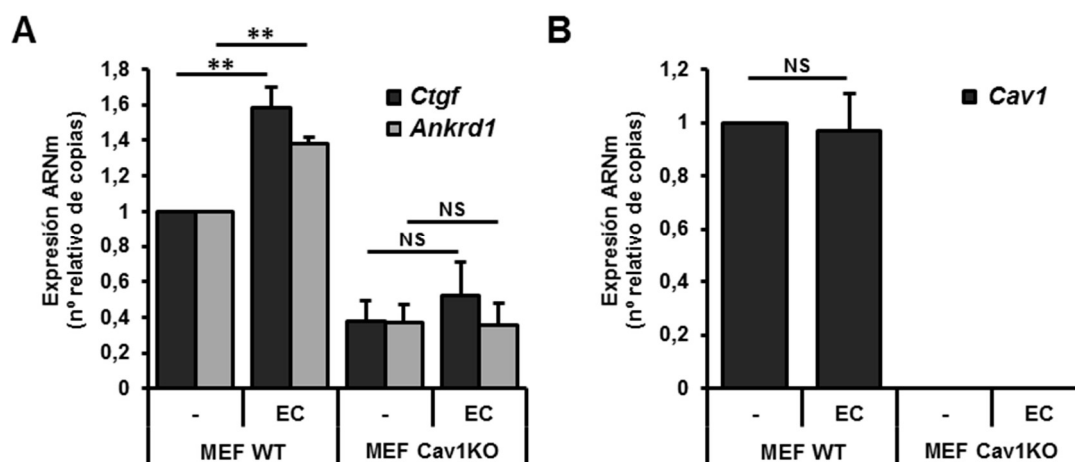 A
Expresión ARNm
(nº relativo de copias)
1,8
1,6
1,4
1,2
1
0,8
0,6
0,4
0,2
0
**
**
NS
NS
Ctgf
Ankrd1
- EC - EC
MEF WT MEF Cav1KO
B
Expresión ARNm
(nº relativo de copias)
1,2
1
0,8
0,6
0,4
0,2
0
NS
Cav1
- EC - EC
MEF WT MEF Cav1KO